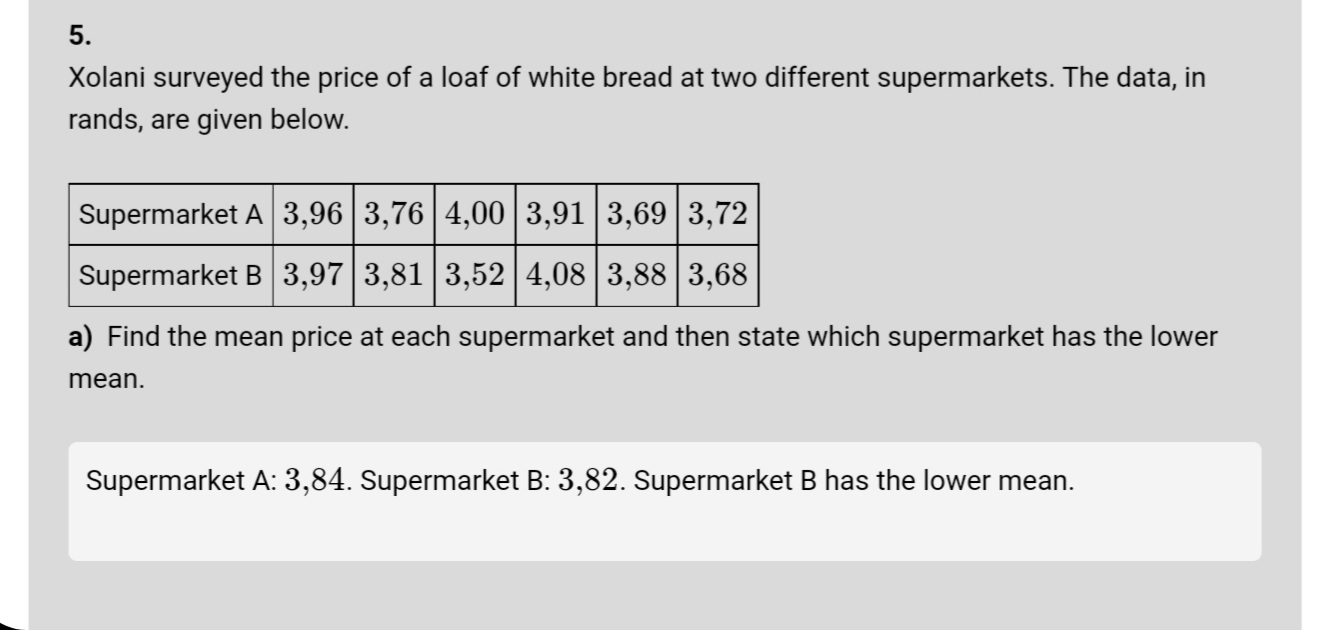 5.
Xolani surveyed the price of a loaf of white bread at two different supermarkets. The data, in
rands, are given below.
Supermarket A 3,96 3,76 4,00 3,91 3,69 3,72
Supermarket B 3,97 3,81 3,52 4,08 3,88 3,68
a) Find the mean price at each supermarket and then state which supermarket has the lower
mean.
Supermarket A: 3,84. Supermarket B: 3,82. Supermarket B has the lower mean.